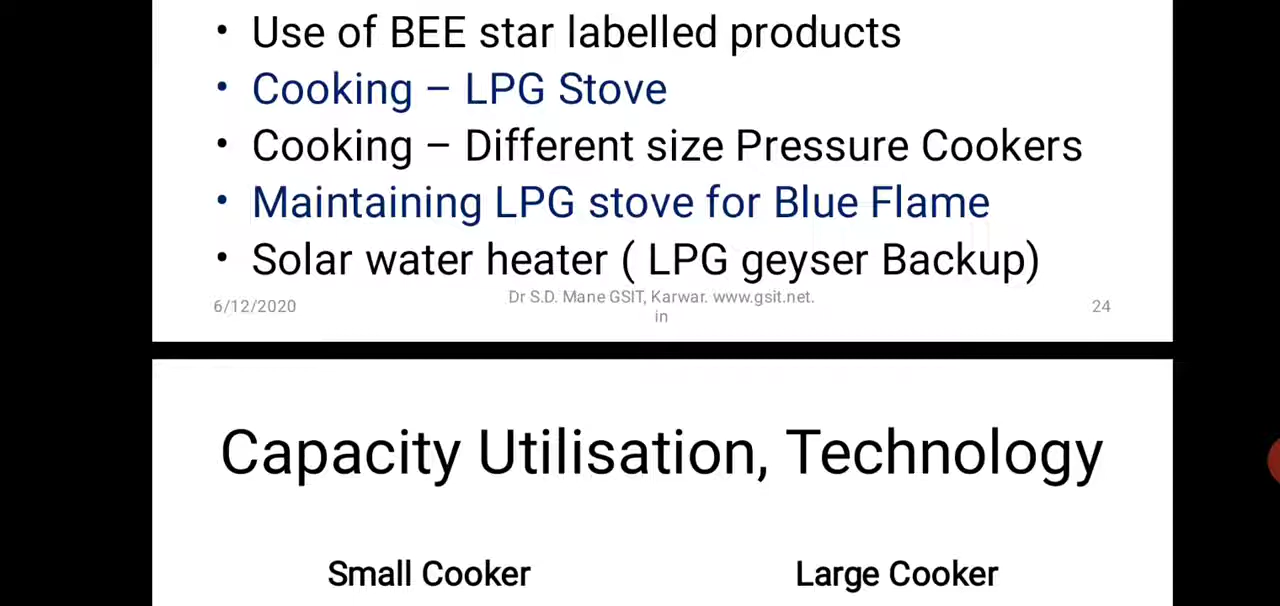 • Use of BEE star labelled products
• Cooking – LPG Stove
• Cooking – Different size Pressure Cookers
• Maintaining LPG stove for Blue Flame
• Solar water heater ( LPG geyser Backup)
6/12/2020
Dr S.D. Mane GSIT, Karwar. www.gsit.net.
in
24
Capacity Utilisation, Technology
Small Cooker
Large Cooker